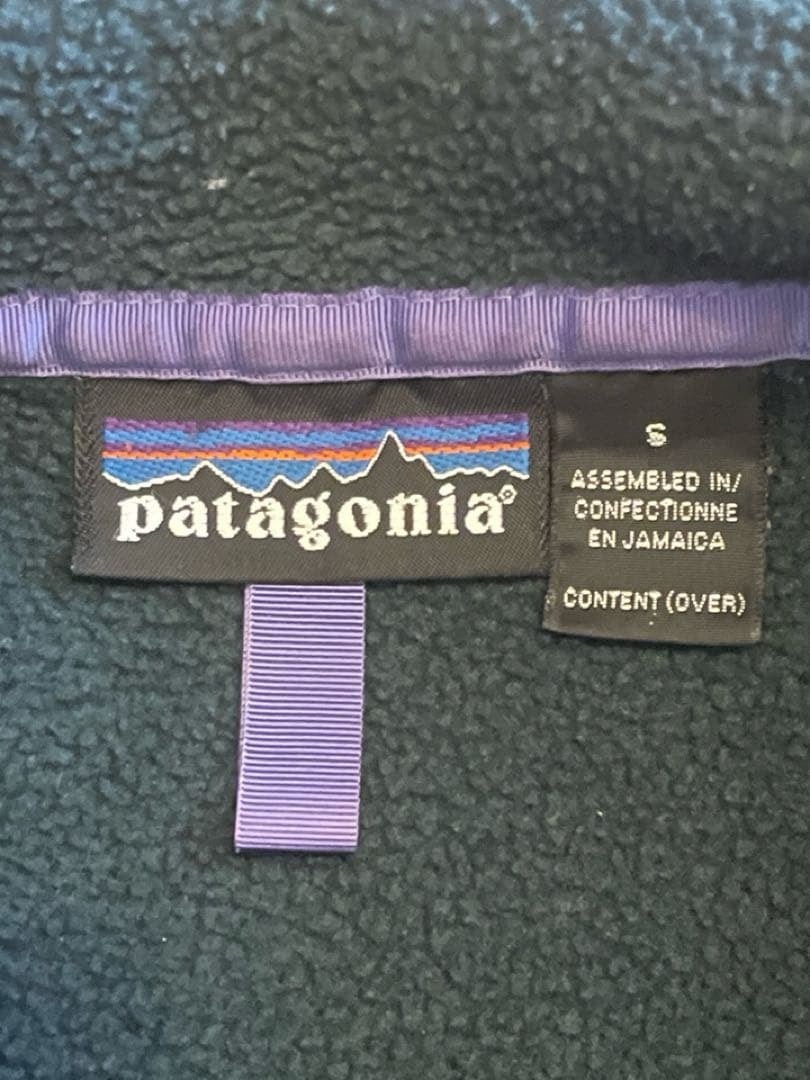 patagonia®
S
ASSEMBLED IN/
CONFECTIONNE
EN JAMAICA
CONTENT (OVER)